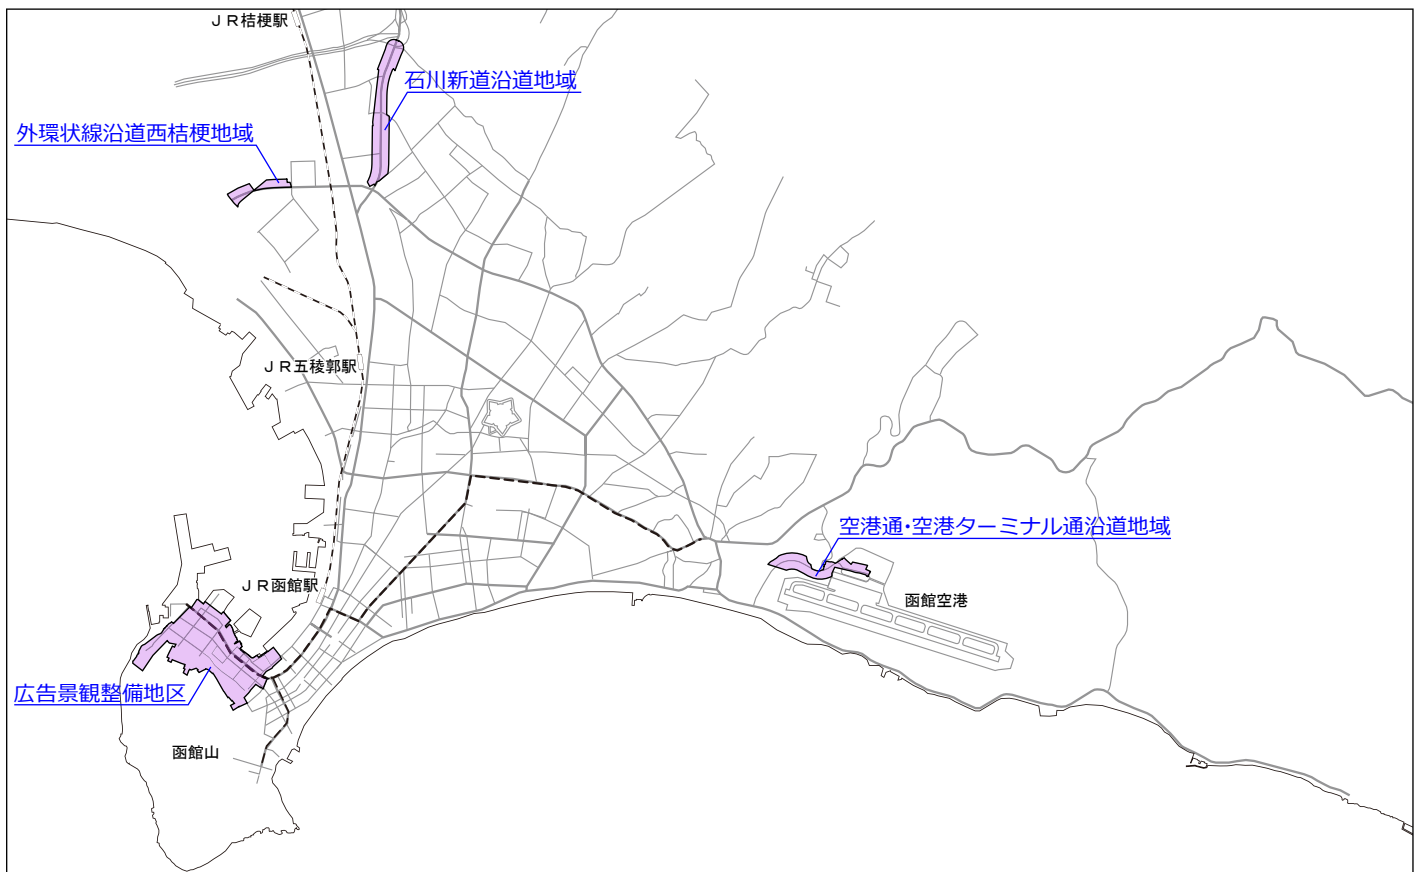 ＪＲ桔梗駅
石川新道沿道地域
外環状線沿道西桔梗地域
ＪＲ五稜郭駅
空港通・空港ターミナル通沿道地域
ＪＲ函館駅
函館空港
広告景観整備地区
函館山